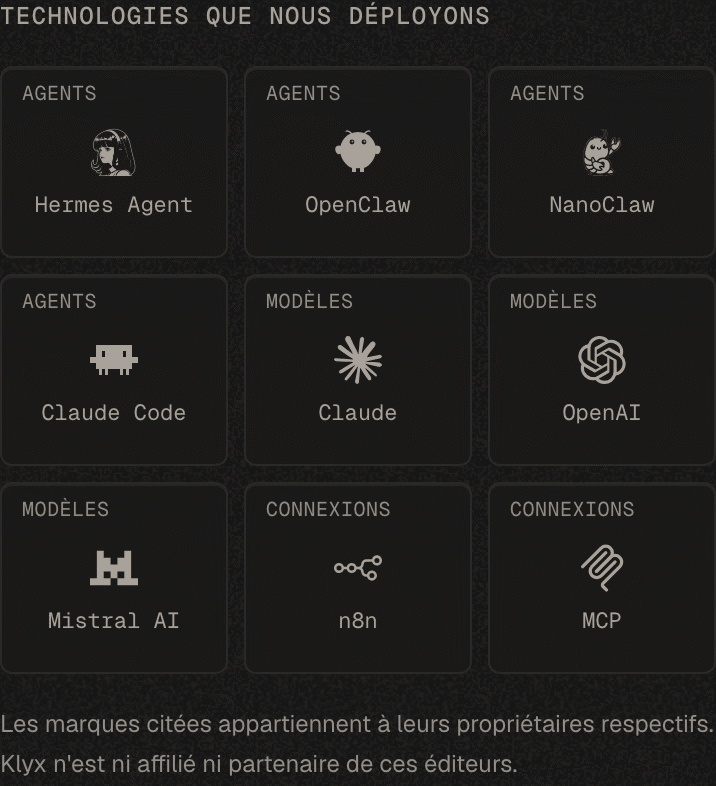 TECHNOLOGIES QUE NOUS DÉPLOYONS
AGENTS
Hermes Agent
AGENTS
OpenClaw
AGENTS
NanoClaw
AGENTS
Claude Code
MODÈLES
Claude
MODÈLES
OpenAI
MODÈLES
Mistral AI
CONNEXIONS
n8n
CONNEXIONS
MCP
Les marques citées appartiennent à leurs propriétaires respectifs.
Klyx n'est ni affilié ni partenaire de ces éditeurs.